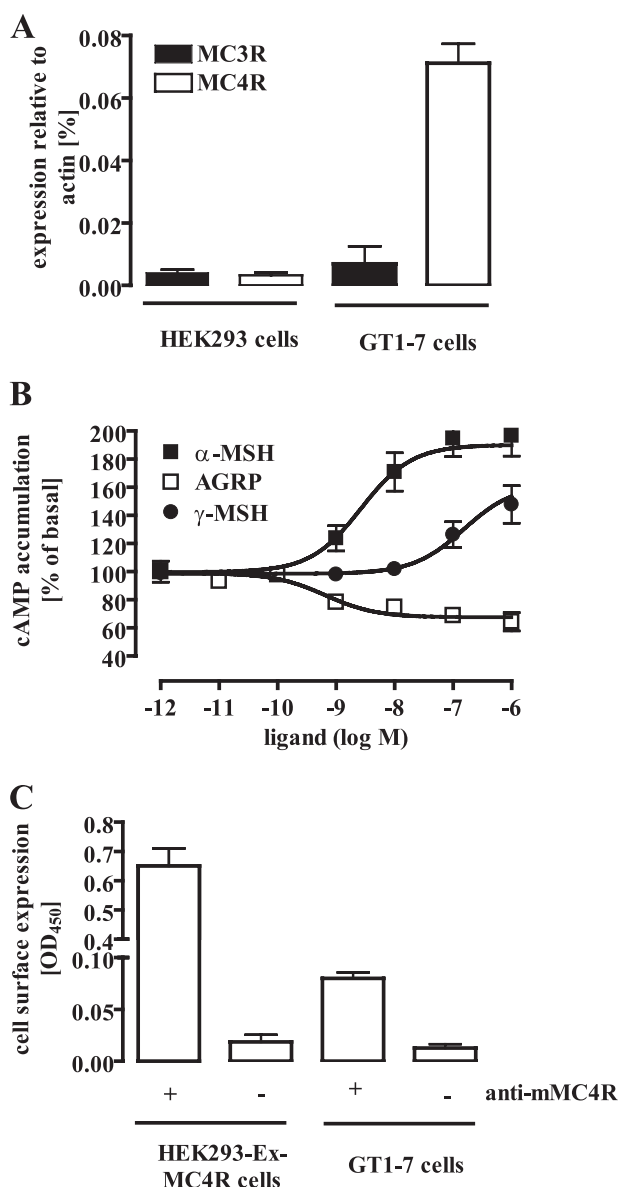 A
expression relative to
actin [%]
0.08
0.06
0.04
0.02
0.00
MC3R
MC4R
HEK293 cells
GT1-7 cells
B
cAMP accumulation
[% of basal]
200
180
160
140
120
100
80
60
40
α-MSH
AGRP
γ-MSH
-12 -11 -10 -9 -8 -7 -6
ligand (log M)
C
cell surface expression
[OD450]
0.8
0.7
0.6
0.5
0.4
0.10
0.05
0.00
+ - + - anti-mMC4R
HEK293-Ex-
MC4R cells
GT1-7 cells